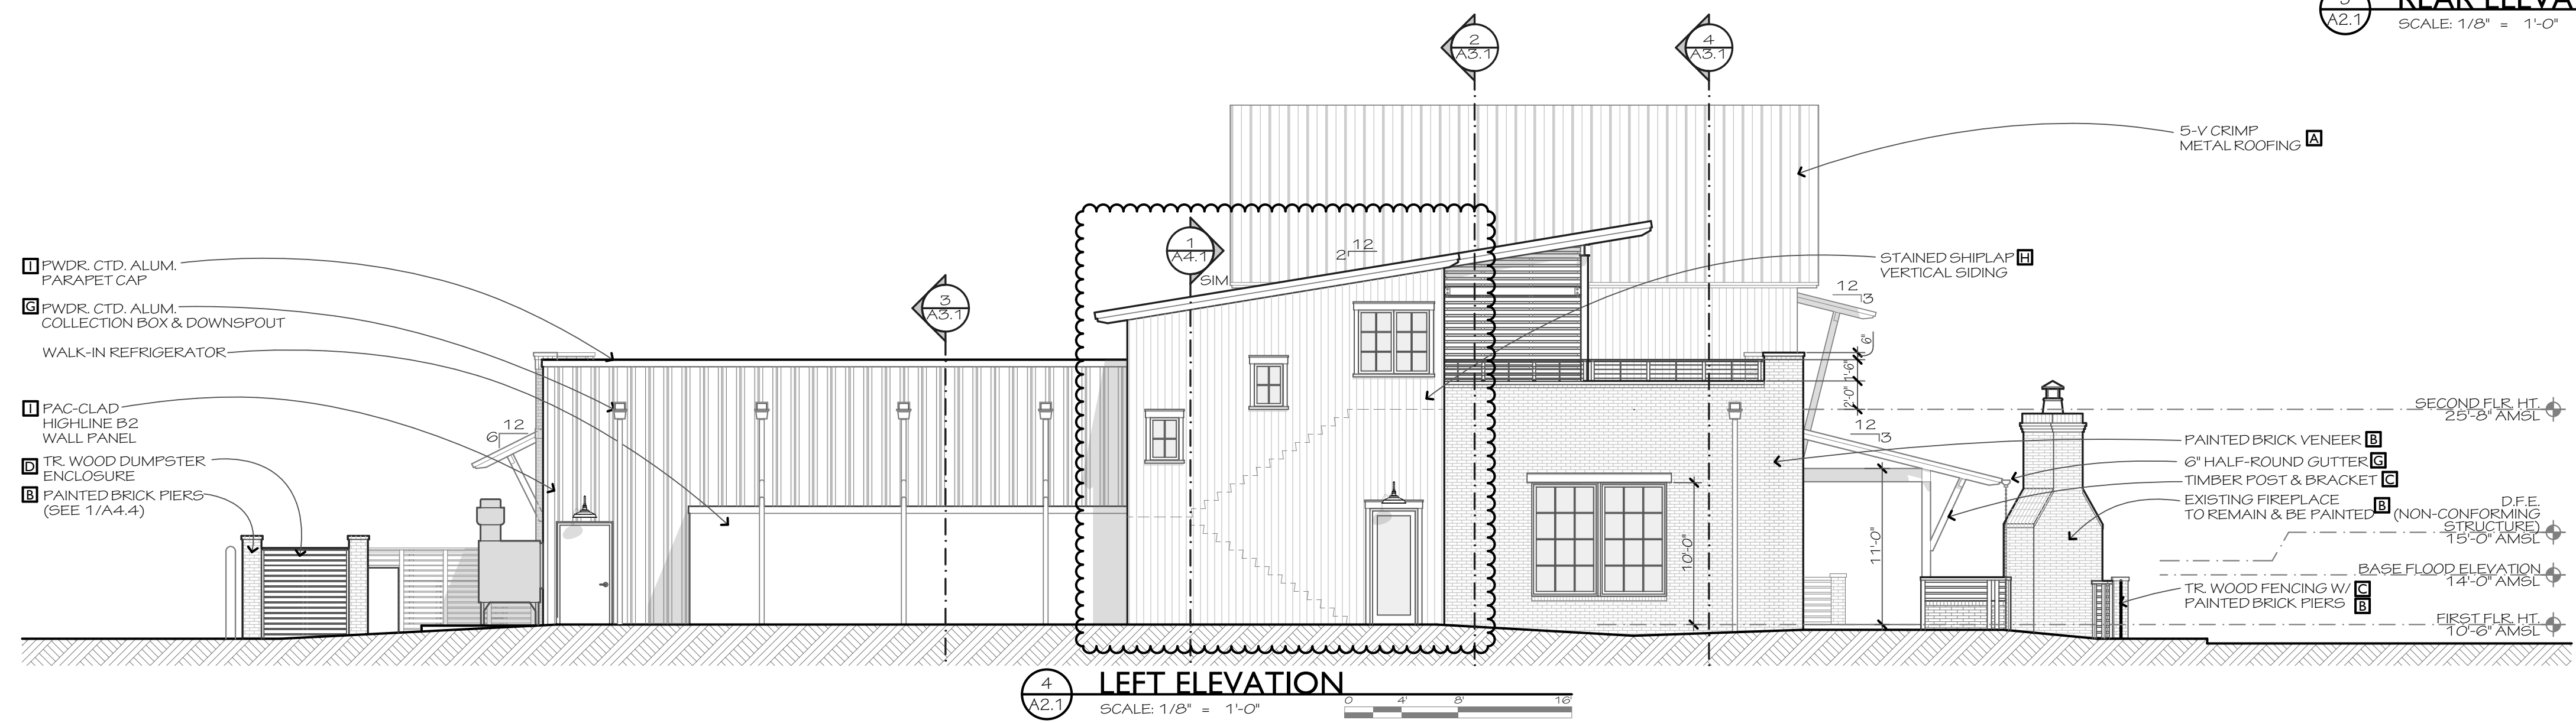 3
A2.1
SCALE: 1/8" = 1'-0"
2
A3.1
4
A3.1
5-V CRIMP
METAL ROOFING A
1
A4.1
SIM
12
2
STAINED SHIPLAP H
VERTICAL SIDING
I PWDR. CTD. ALUM.
PARAPET CAP
3
A3.1
12
3
G PWDR. CTD. ALUM.
COLLECTION BOX & DOWNSPOUT
WALK-IN REFRIGERATOR
6"
1'-6"
2'-0"
I PAC-CLAD
HIGHLINE B2
WALL PANEL
SECOND FLR. HT.
25'-8" AMSL
12
6
12
3
PAINTED BRICK VENEER B
D TR. WOOD DUMPSTER
ENCLOSURE
6" HALF-ROUND GUTTER G
TIMBER POST & BRACKET C
B PAINTED BRICK PIERS
(SEE 1/A4.4)
EXISTING FIREPLACE
TO REMAIN & BE PAINTED B
D.F.E.
(NON-CONFORMING
STRUCTURE)
15'-0" AMSL
10'-0"
11'-0"
BASE FLOOD ELEVATION
14'-0" AMSL
TR. WOOD FENCING W/ C
PAINTED BRICK PIERS B
FIRST FLR. HT.
10'-6" AMSL
4
A2.1
LEFT ELEVATION
SCALE: 1/8" = 1'-0"
0 4' 8' 16'